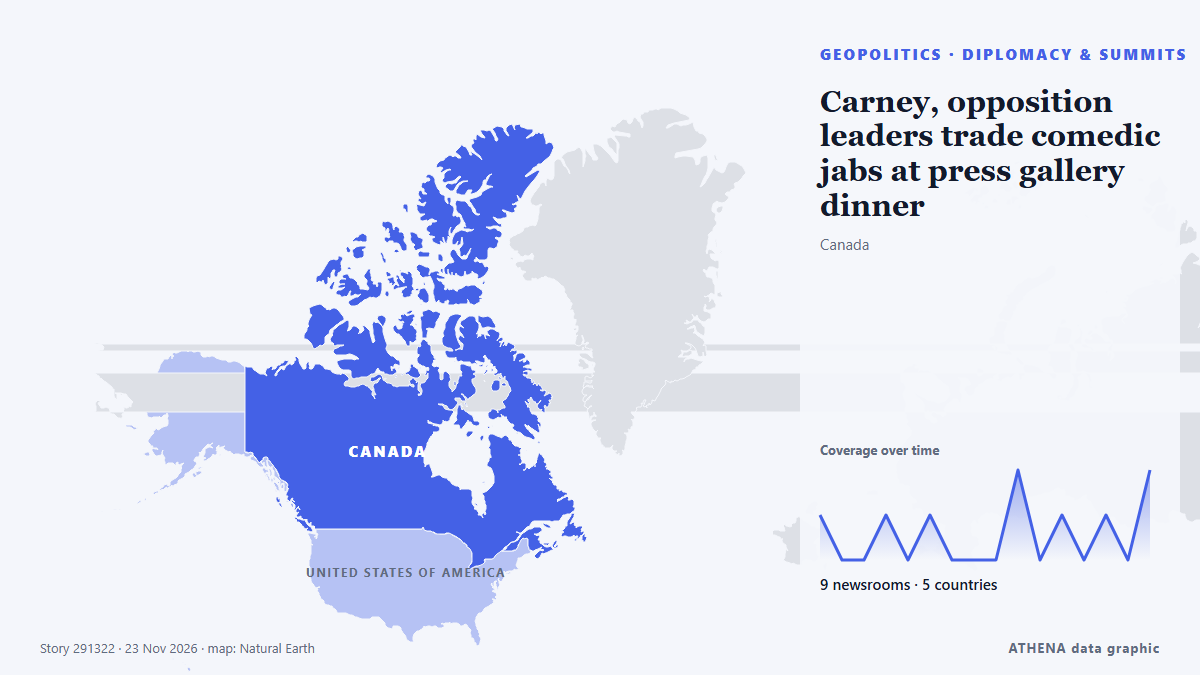 GEOPOLITICS · DIPLOMACY & SUMMITS
Carney, opposition
leaders trade comedic
jabs at press gallery
dinner
Canada
CANADA
UNITED STATES OF AMERICA
Coverage over time
9 newsrooms · 5 countries
Story 291322 · 23 Nov 2026 · map: Natural Earth
ATHENA data graphic